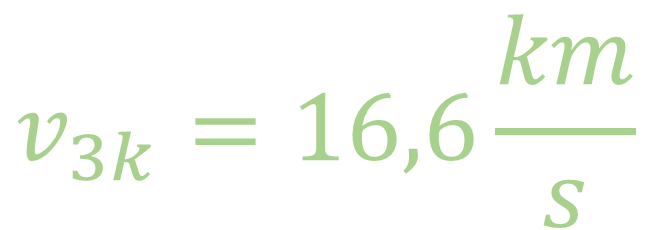 v₃ₖ = 16,6 km/s